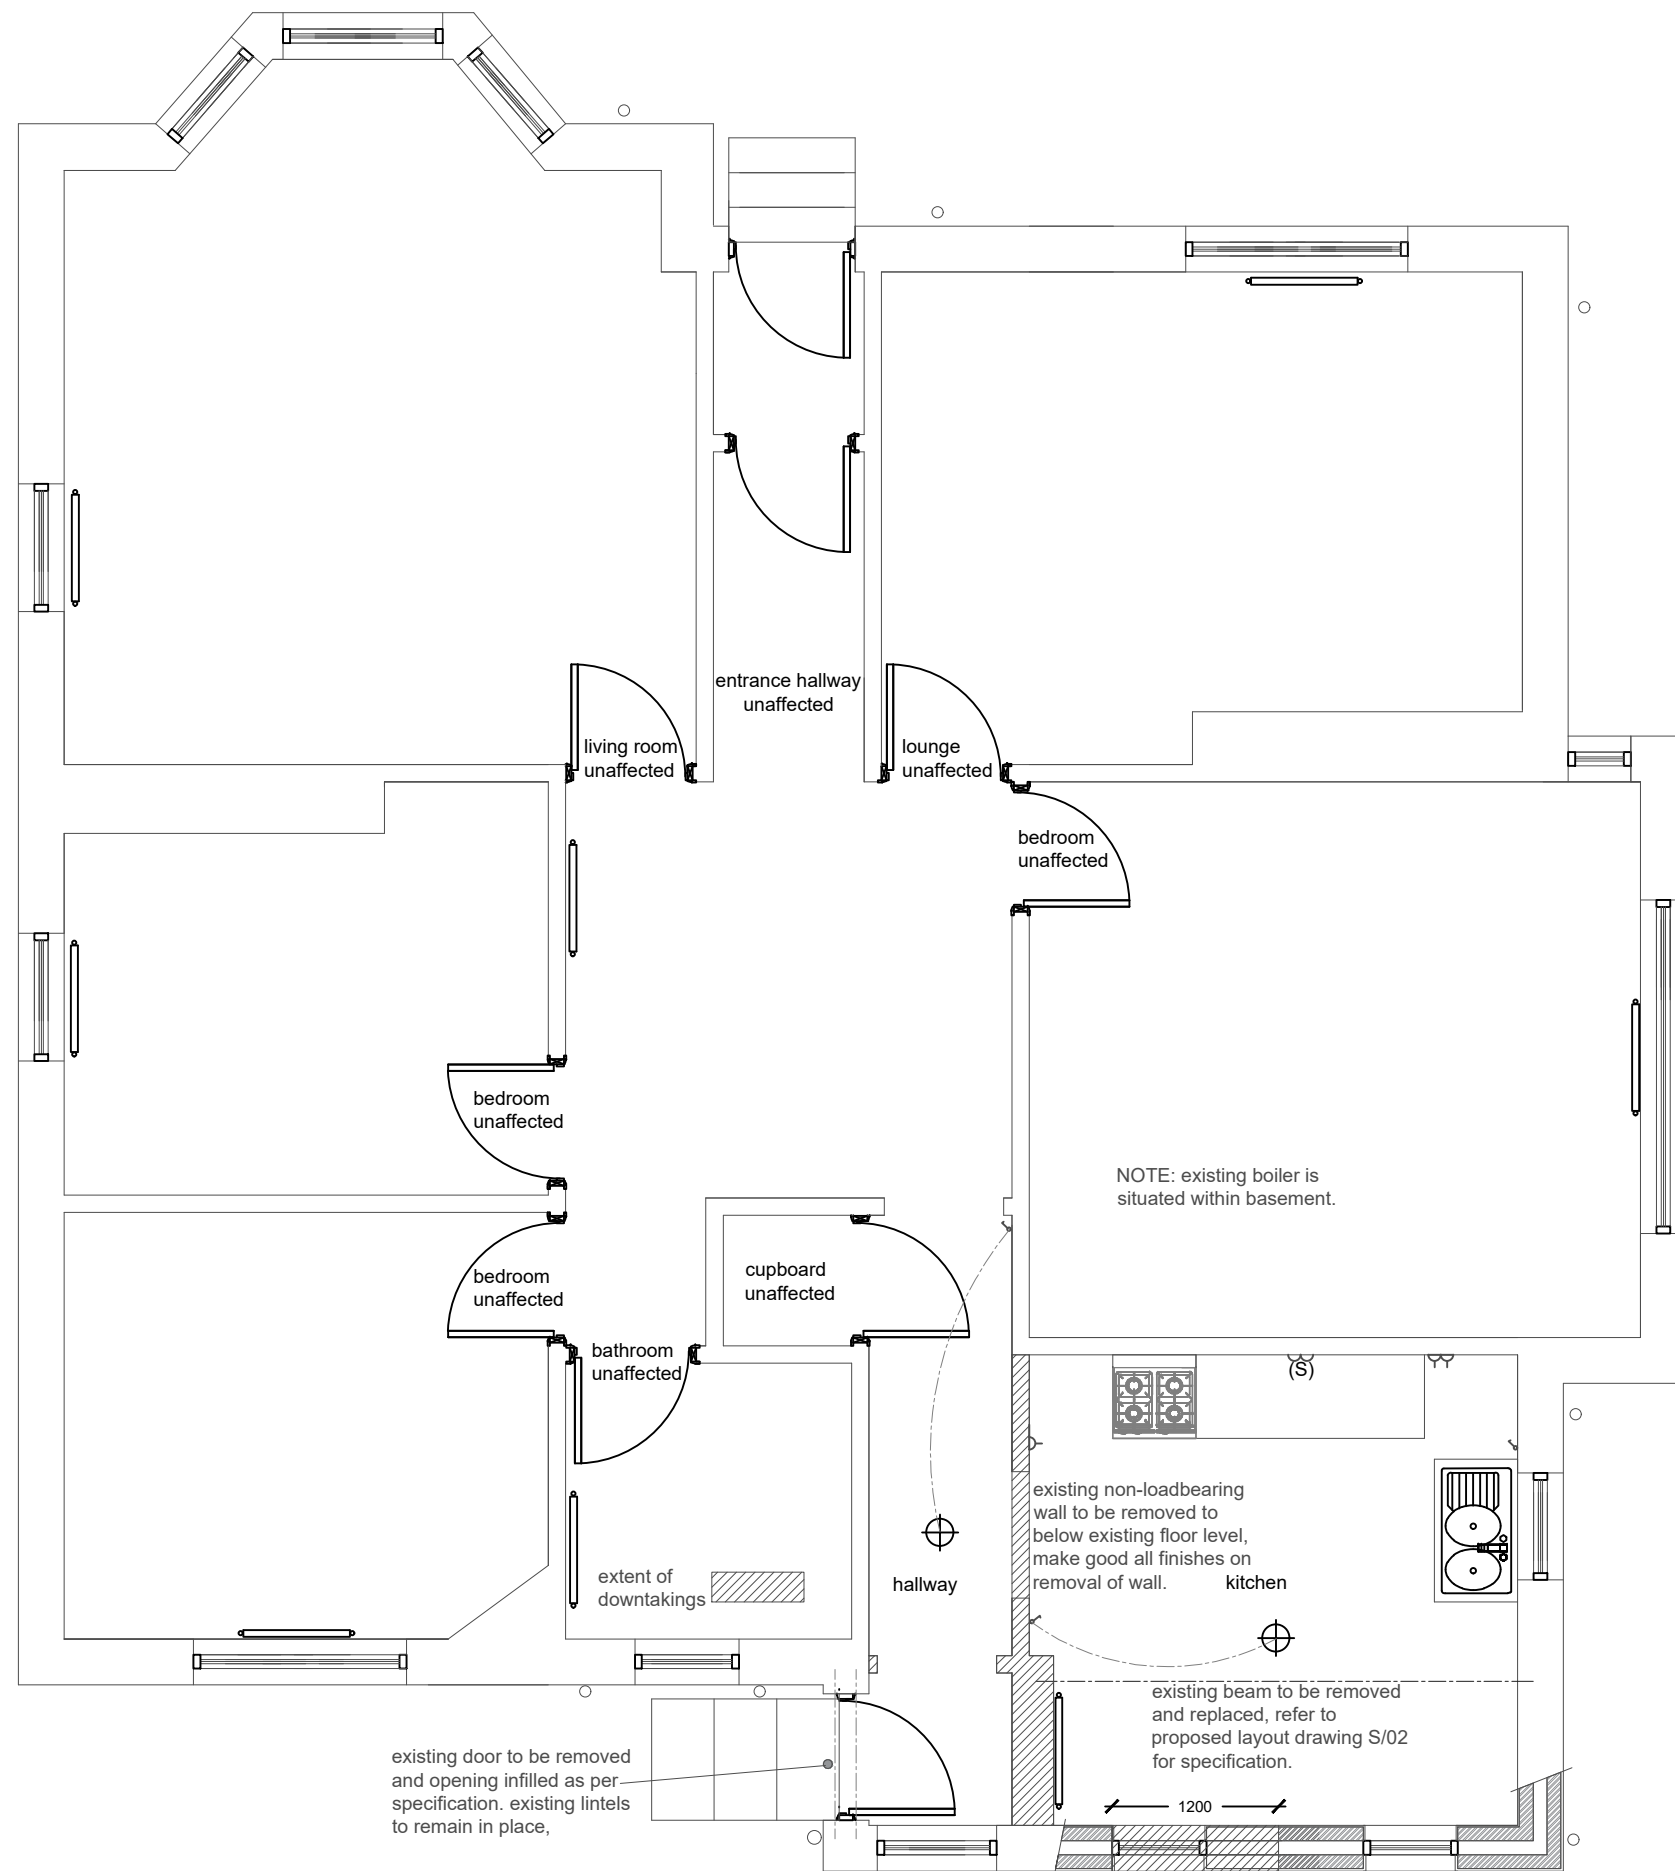 entrance hallway
unaffected
living room
unaffected
lounge
unaffected
bedroom
unaffected
bedroom
unaffected
NOTE: existing boiler is
situated within basement.
bedroom
unaffected
cupboard
unaffected
bathroom
unaffected
(S)
existing non-loadbearing
wall to be removed to
below existing floor level,
make good all finishes on
removal of wall.
kitchen
extent of
downtakings
hallway
existing beam to be removed
and replaced, refer to
proposed layout drawing S/02
for specification.
existing door to be removed
and opening infilled as per
specification. existing lintels
to remain in place,
1200